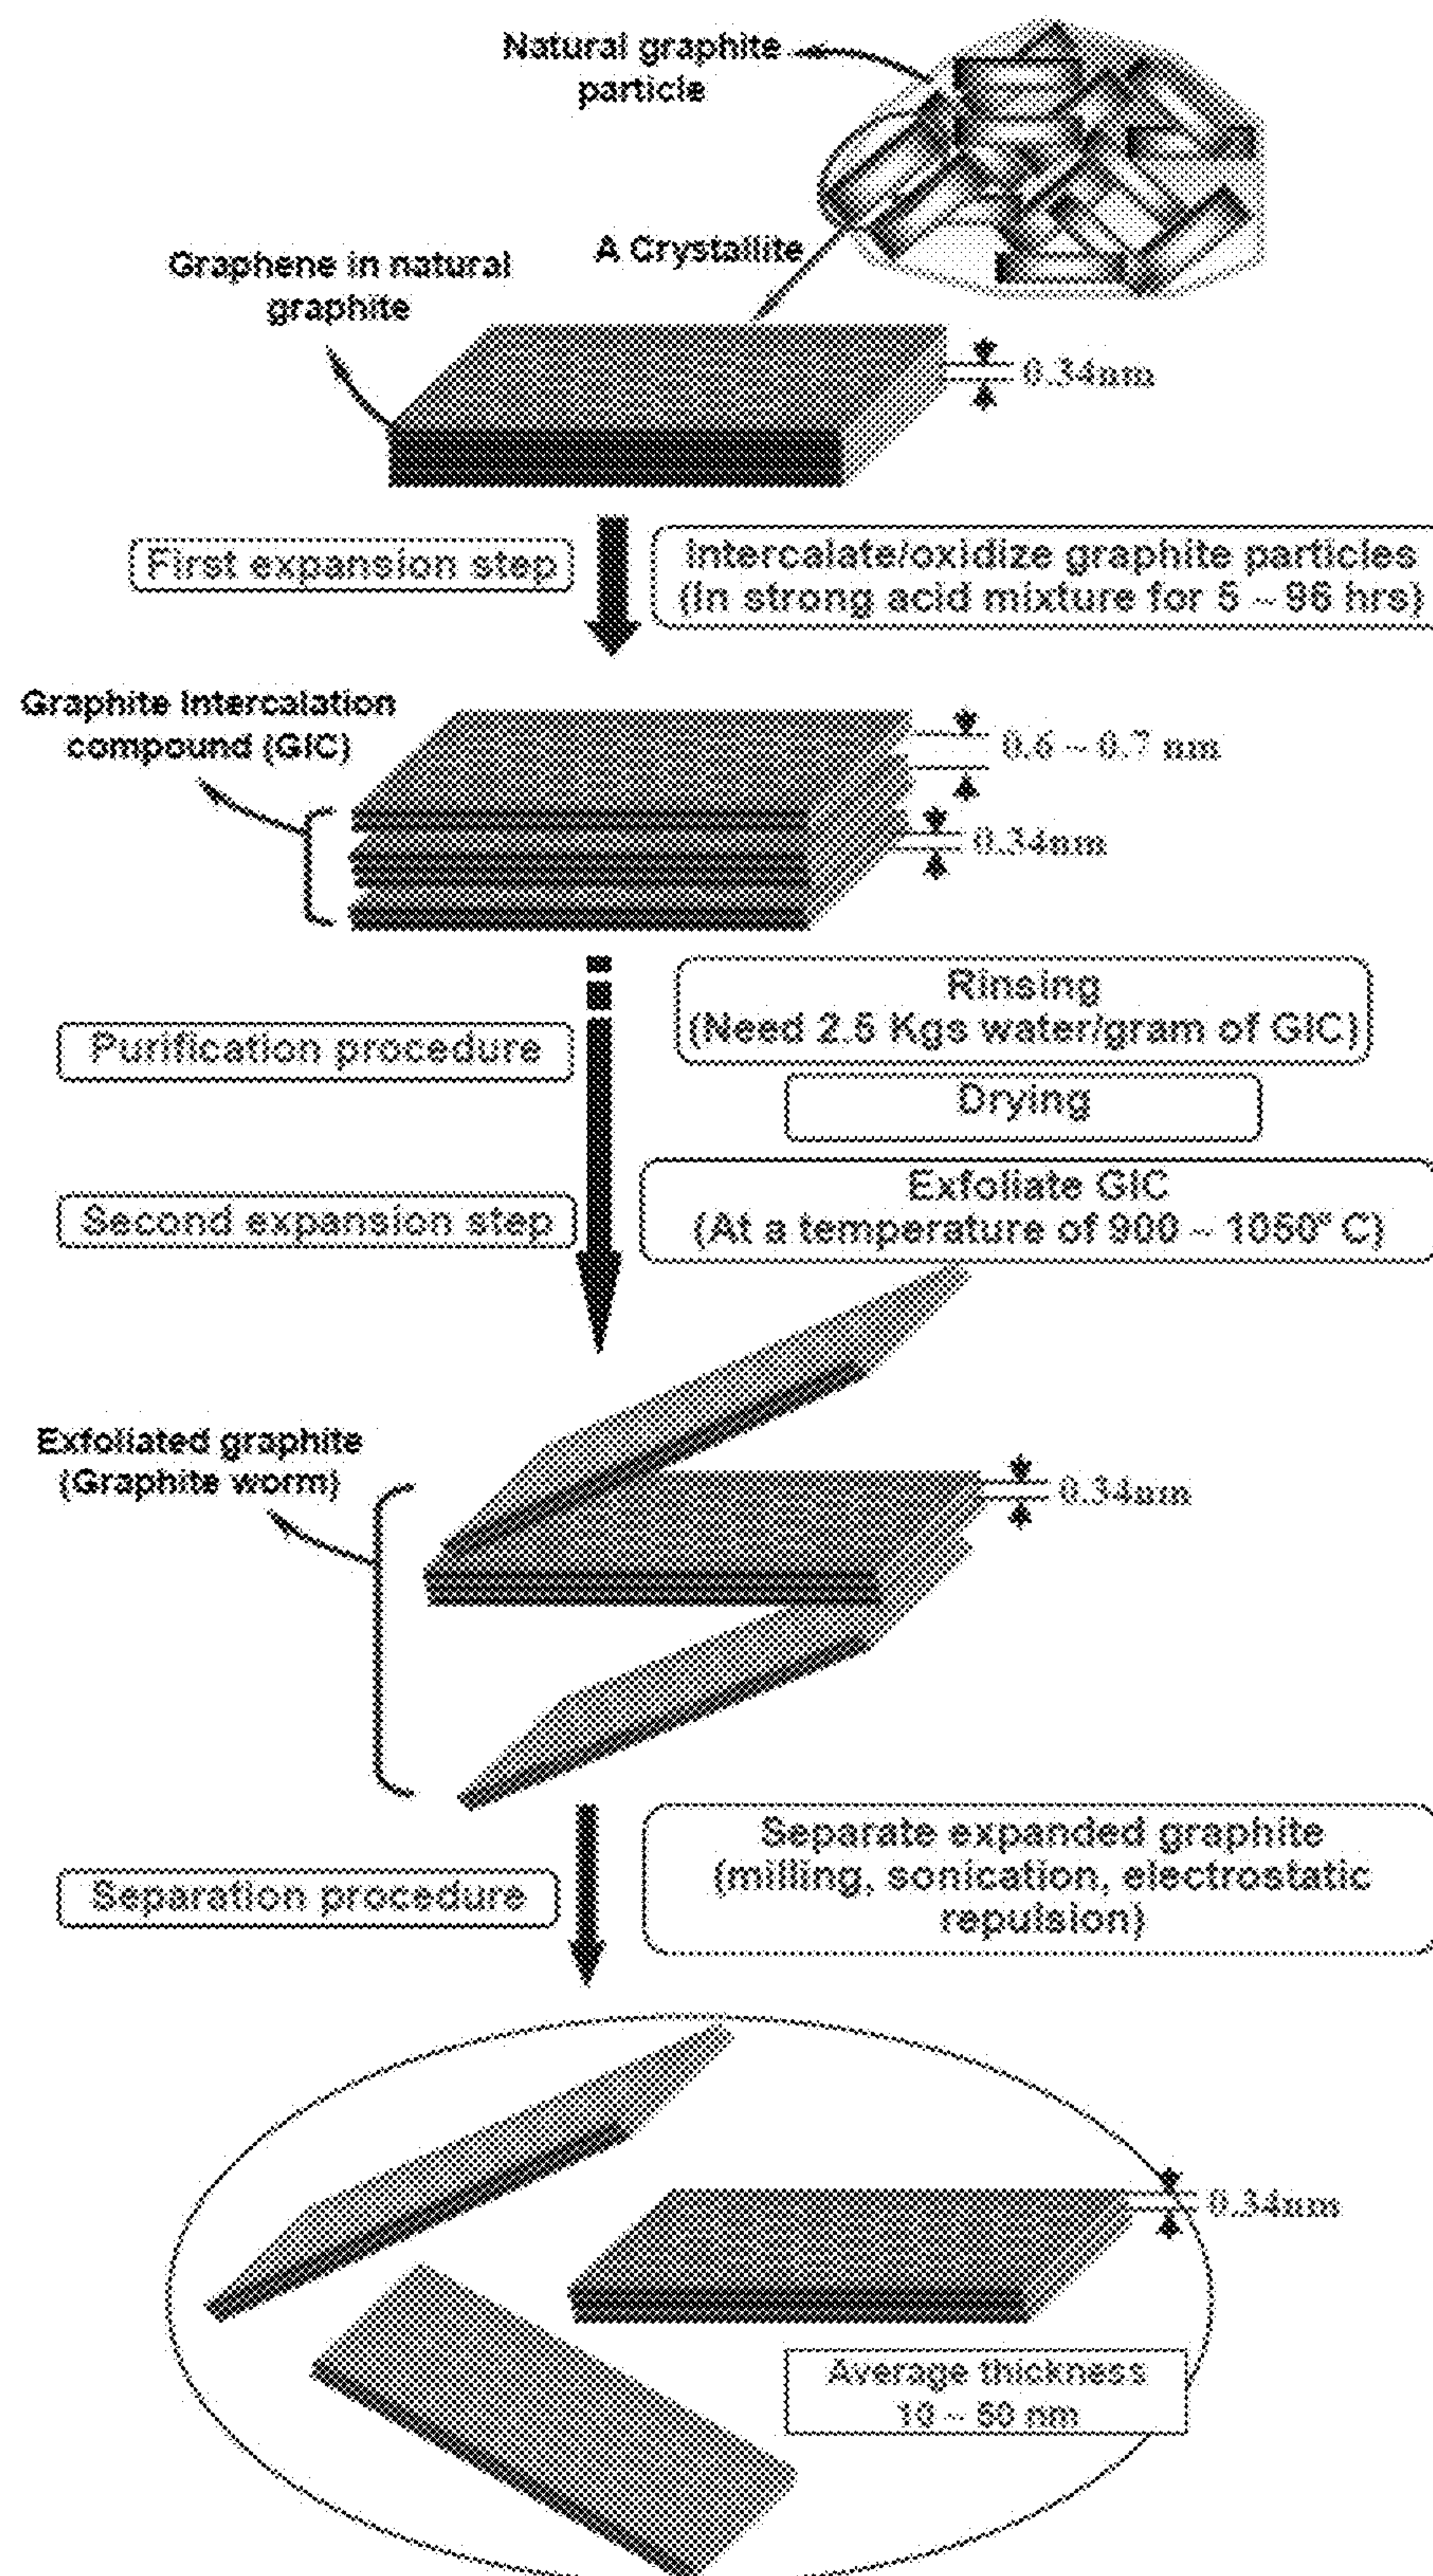 Natural graphite
particle
A Crystallite
Graphene in natural
graphite
0.34nm
First expansion step
Intercalate/oxidize graphite particles
(In strong acid mixture for 5 ~ 96 hrs)
Graphite Intercalation
compound (GIC)
0.6 ~ 0.7 nm
0.34nm
Purification procedure
Rinsing
(Need 2.5 Kgs water/gram of GIC)
Drying
Second expansion step
Exfoliate GIC
(At a temperature of 900 ~ 1050° C)
Exfoliated graphite
(Graphite worm)
0.34nm
Separation procedure
Separate expanded graphite
(milling, sonication, electrostatic
repulsion)
0.34nm
Average thickness
10 ~ nm